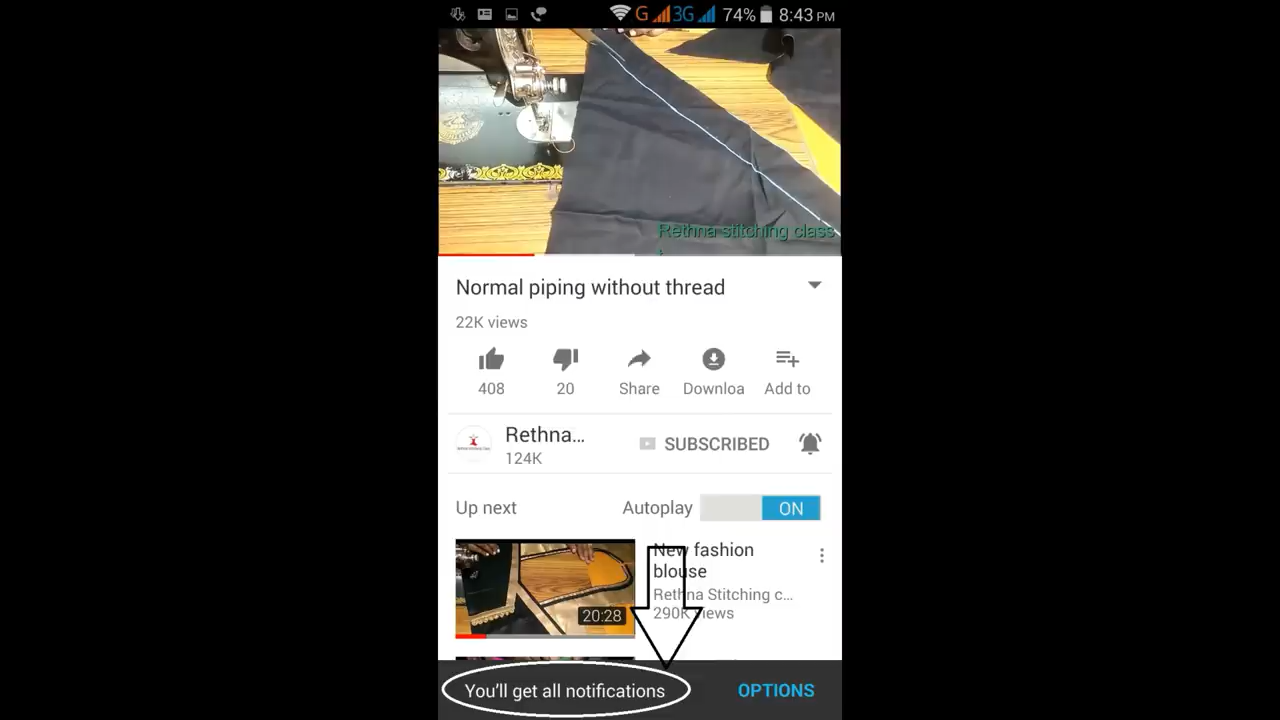 G 3G 74% 8:43 PM
Rethna stitching class
Normal piping without thread
22K views
408 20 Share Downloa Add to
Rethna...
124K
SUBSCRIBED
Up next Autoplay ON
20:28
New fashion
blouse
Rethna Stitching c...
290K views
You'll get all notifications OPTIONS